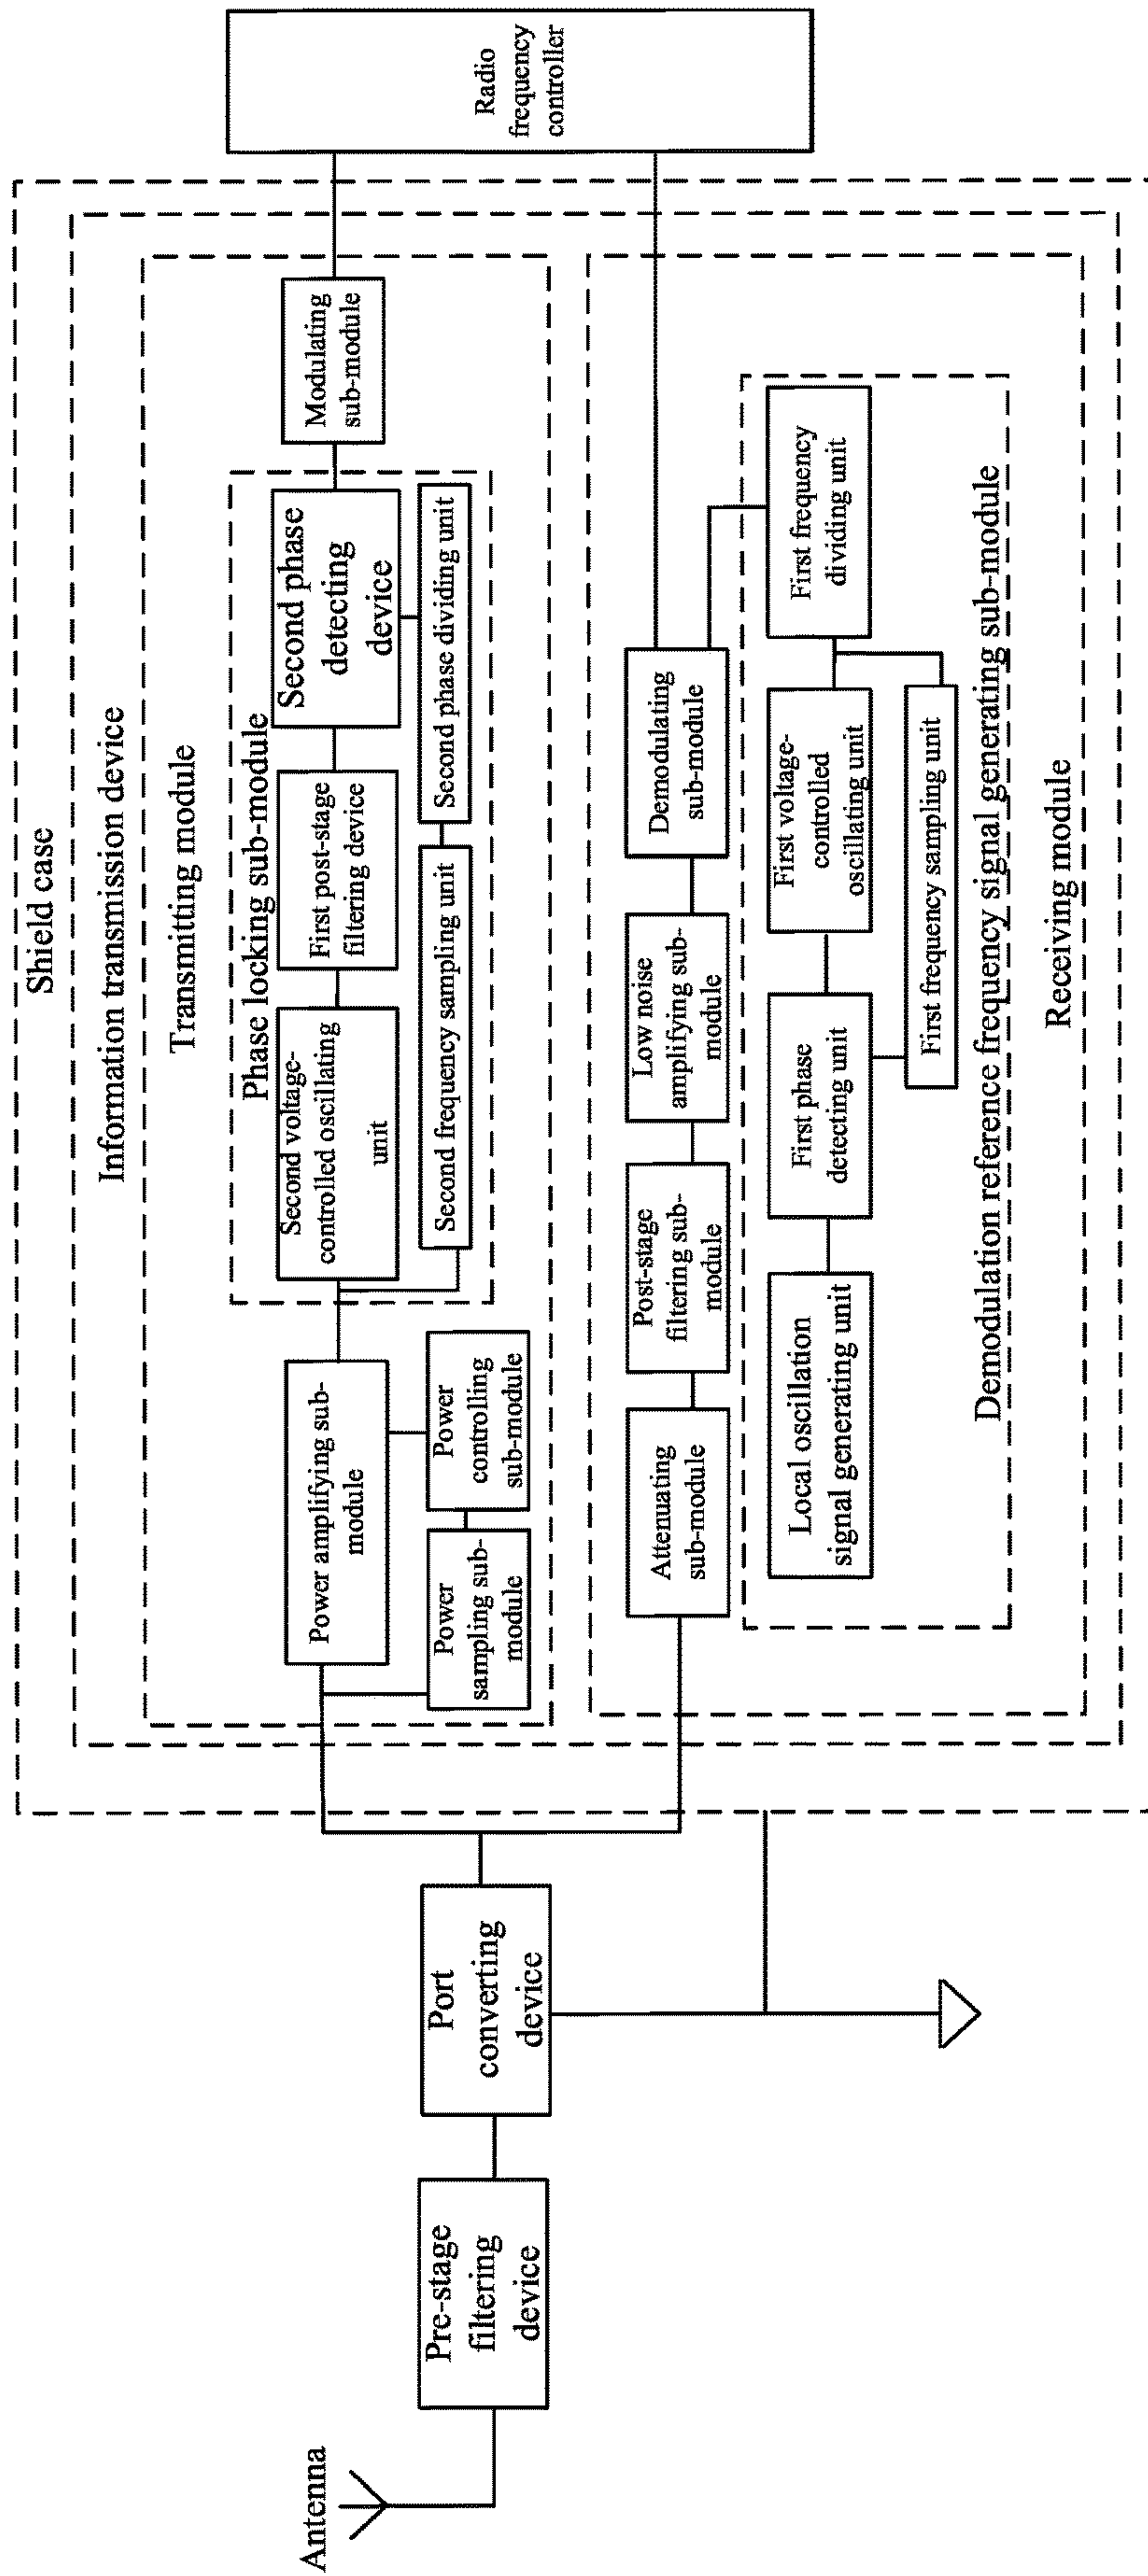 Shield case
Information transmission device
Transmitting module
Phase locking sub-module
Antenna
Pre-stage
filtering
device
Port
converting
device
Power amplifying sub-
module
Power
sampling sub-
module
Power
controlling
sub-module
Second voltage-
controlled oscillating
unit
First post-stage
filtering device
Second phase
detecting
device
Second frequency sampling unit
Second phase dividing unit
Modulating
sub-module
Radio
frequency
controller
Attenuating
sub-module
Post-stage
filtering sub-
module
Low noise
amplifying sub-
module
Demodulating
sub-module
Local oscillation
signal generating unit
First phase
detecting unit
First voltage-
controlled
oscillating unit
First frequency
dividing unit
First frequency sampling unit
Demodulation reference frequency signal generating sub-module
Receiving module